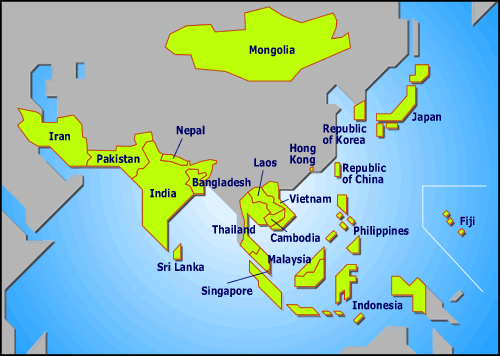 Mongolia
Iran
Nepal
Pakistan
India
Bangladesh
Hong
Kong
Laos
Republic
of Korea
Japan
Republic
of China
Vietnam
Thailand
Cambodia
Philippines
Fiji
Sri Lanka
Malaysia
Singapore
Indonesia